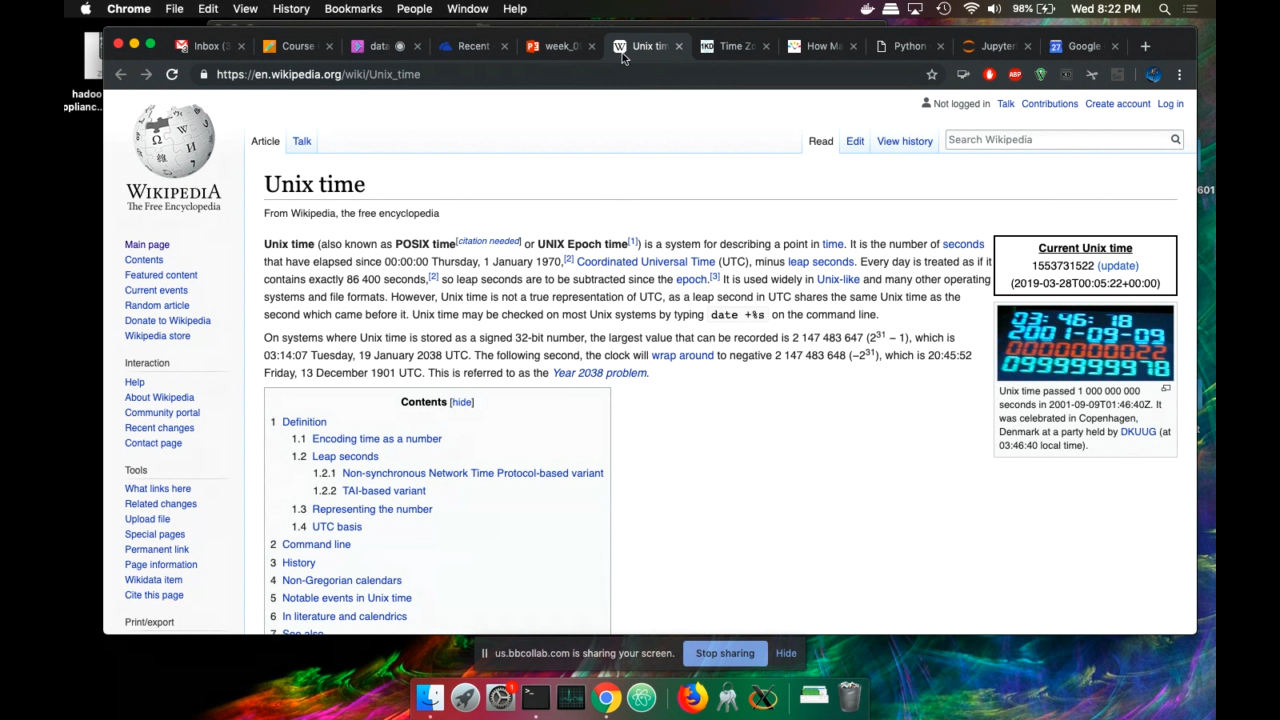 Chrome File Edit View History Bookmarks People Window Help 98% Wed 8:22 PM
Inbox (3 Course data Recent week_0 Unix tim Time Zo How Ma Python Jupyter Google
https://en.wikipedia.org/wiki/Unix_time
hadoo
applianc...
601
Not logged in Talk Contributions Create account Log in
Article Talk Read Edit View history Search Wikipedia
WIKIPEDIA
The Free Encyclopedia
Main page
Contents
Featured content
Current events
Random article
Donate to Wikipedia
Wikipedia store
Interaction
Help
About Wikipedia
Community portal
Recent changes
Contact page
Tools
What links here
Related changes
Upload file
Special pages
Permanent link
Page information
Wikidata item
Cite this page
Print/export
Unix time
From Wikipedia, the free encyclopedia
Unix time (also known as POSIX time[citation needed] or UNIX Epoch time[1]) is a system for describing a point in time. It is the number of seconds
that have elapsed since 00:00:00 Thursday, 1 January 1970,[2] Coordinated Universal Time (UTC), minus leap seconds. Every day is treated as if it
contains exactly 86 400 seconds,[2] so leap seconds are to be subtracted since the epoch.[3] It is used widely in Unix-like and many other operating
systems and file formats. However, Unix time is not a true representation of UTC, as a leap second in UTC shares the same Unix time as the
second which came before it. Unix time may be checked on most Unix systems by typing date +%s on the command line.
On systems where Unix time is stored as a signed 32-bit number, the largest value that can be recorded is 2 147 483 647 (2^31 − 1), which is
03:14:07 Tuesday, 19 January 2038 UTC. The following second, the clock will wrap around to negative 2 147 483 648 (−2^31), which is 20:45:52
Friday, 13 December 1901 UTC. This is referred to as the Year 2038 problem.
Contents [hide]
1 Definition
1.1 Encoding time as a number
1.2 Leap seconds
1.2.1 Non-synchronous Network Time Protocol-based variant
1.2.2 TAI-based variant
1.3 Representing the number
1.4 UTC basis
2 Command line
3 History
4 Non-Gregorian calendars
5 Notable events in Unix time
6 In literature and calendrics
7 See also
Current Unix time
1553731522 (update)
(2019-03-28T00:05:22+00:00)
03: 46: 18
2001-09-09
Unix time passed 1 000 000 000
seconds in 2001-09-09T01:46:40Z. It
was celebrated in Copenhagen,
Denmark at a party held by DKUUG (at
03:46:40 local time).
us.bbcollab.com is sharing your screen. Stop sharing Hide